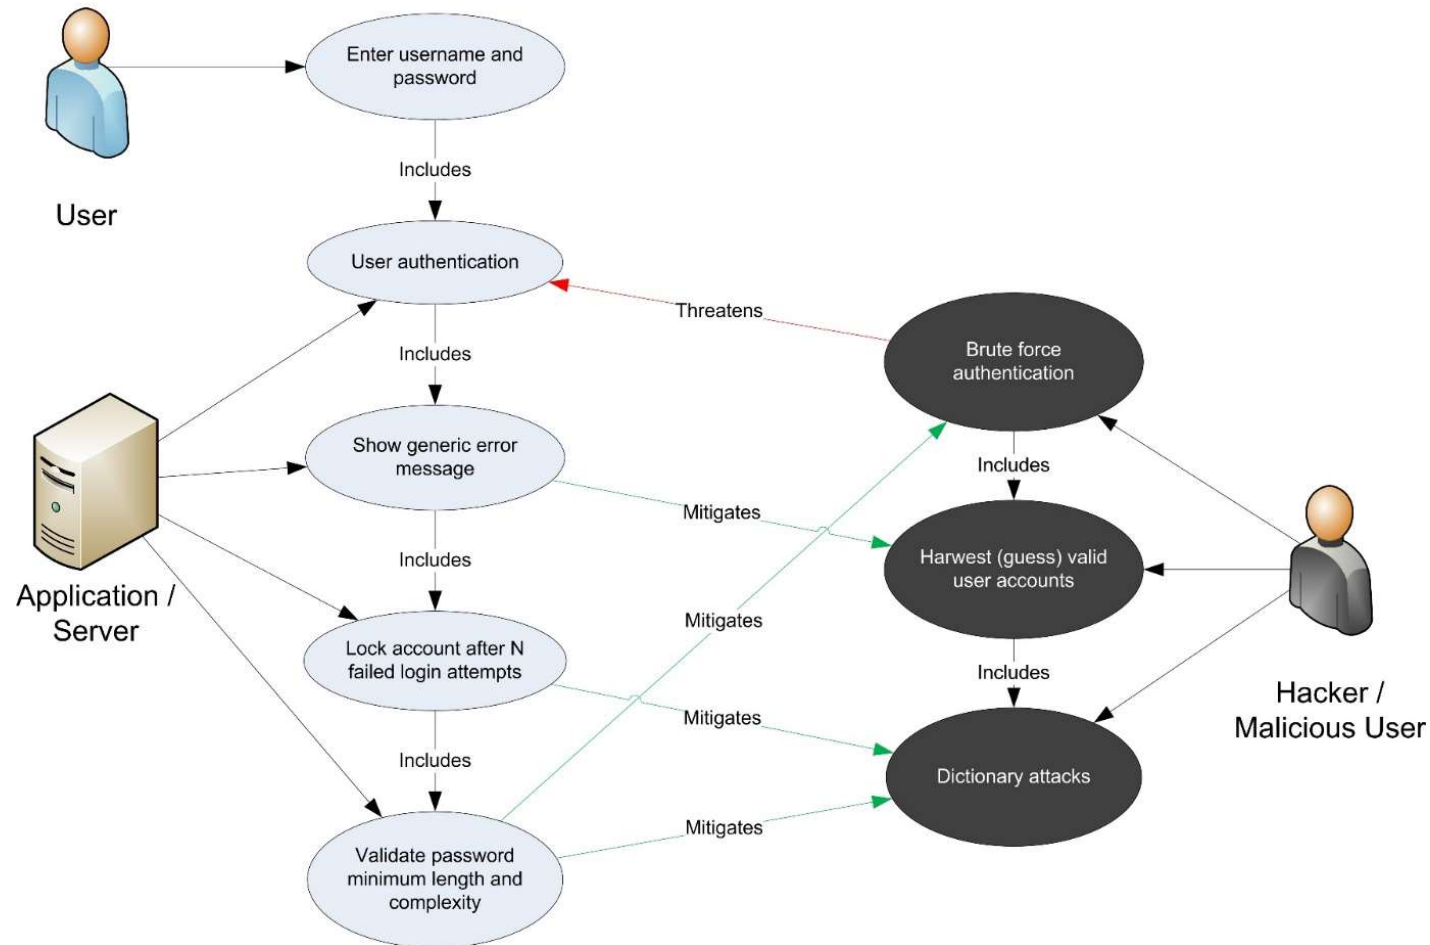 Enter username and
password
Includes
User
User authentication
Threatens
Includes
Brute force
authentication
Show generic error
message
Includes
Mitigates
Includes
Harwest (guess) valid
user accounts
Application /
Server
Mitigates
Lock account after N
failed login attempts
Includes
Mitigates
Hacker /
Malicious User
Includes
Dictionary attacks
Mitigates
Validate password
minimum length and
complexity